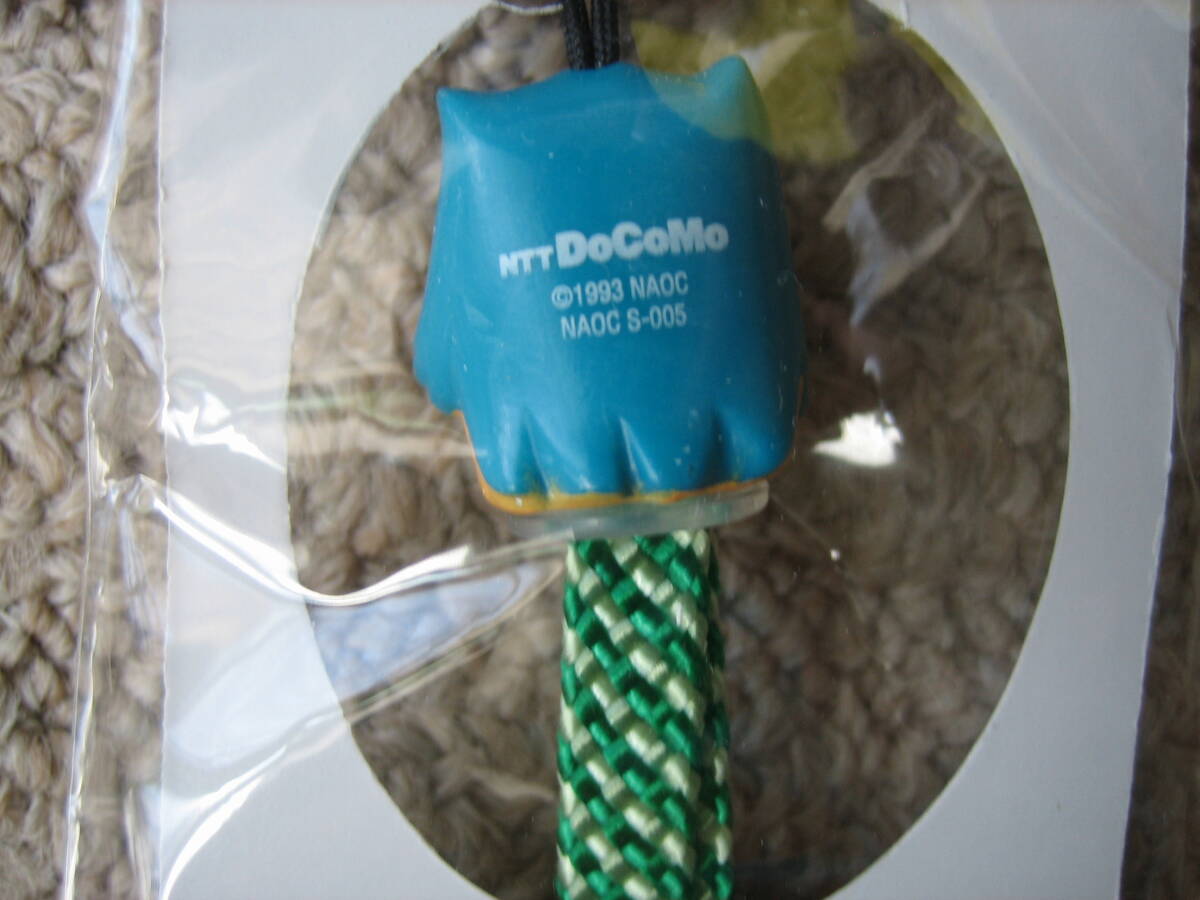 NTT DoCoMo
©1993 NAOC
NAOC S-005